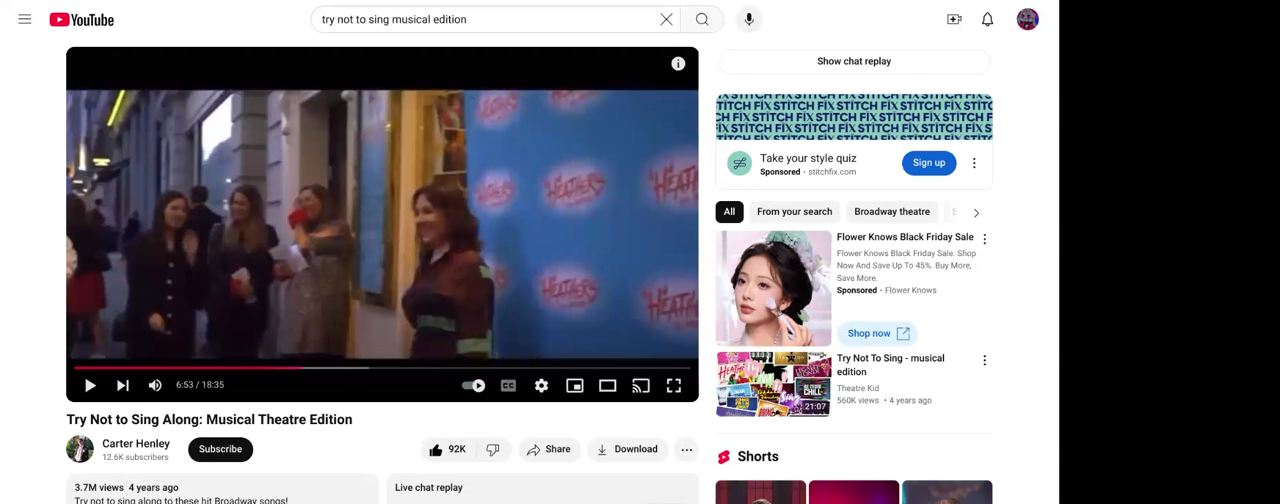 YouTube
try not to sing musical edition
HEATHERS
HEATHERS
HEATHERS
HEATHERS
6:53 / 18:35
CC
Try Not to Sing Along: Musical Theatre Edition
Carter Henley
12.6K subscribers
Subscribe
92K
Share
Download
3.7M views 4 years ago
Try not to sing along to these hit Broadway songs!
Live chat replay
Show chat replay
STITCH FIX STITCH FIX STITCH FIX
Take your style quiz
Sponsored · stitchfix.com
Sign up
All
From your search
Broadway theatre
Flower Knows Black Friday Sale
Flower Knows Black Friday Sale. Shop
Now And Save Up To 45%. Buy More,
Save More.
Sponsored · Flower Knows
Shop now
Try Not To Sing - musical
edition
Theatre Kid
560K views · 4 years ago
21:07
Shorts